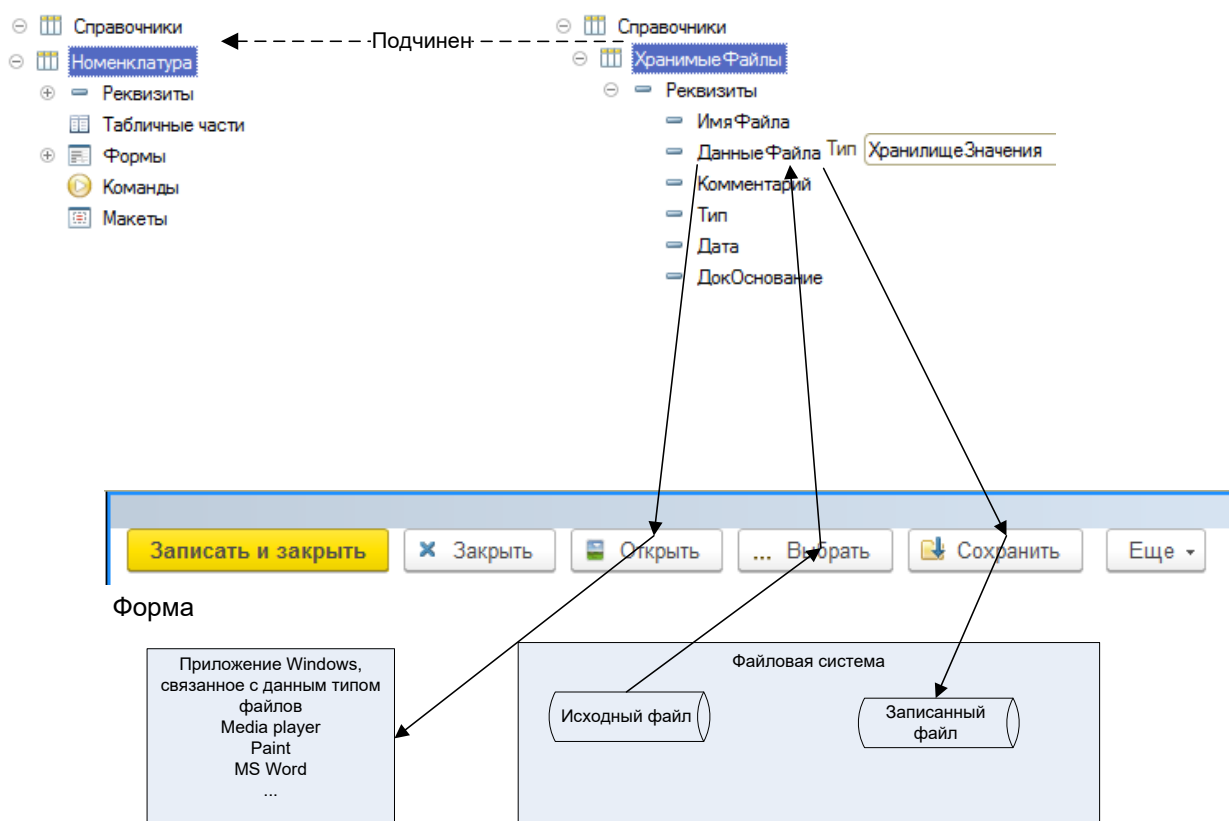 Справочники
Номенклатура
Реквизиты
Табличные части
Формы
Команды
Макеты
Подчинен
Справочники
ХранимыеФайлы
Реквизиты
ИмяФайла
ДанныеФайла Тип ХранилищеЗначения
Комментарий
Тип
Дата
ДокОснование
Записать и закрыть
Закрыть
Открыть
... Выбрать
Сохранить
Еще
Форма
Приложение Windows,
связанное с данным типом
файлов
Media player
Paint
MS Word
...
Файловая система
Исходный файл
Записанный
файл